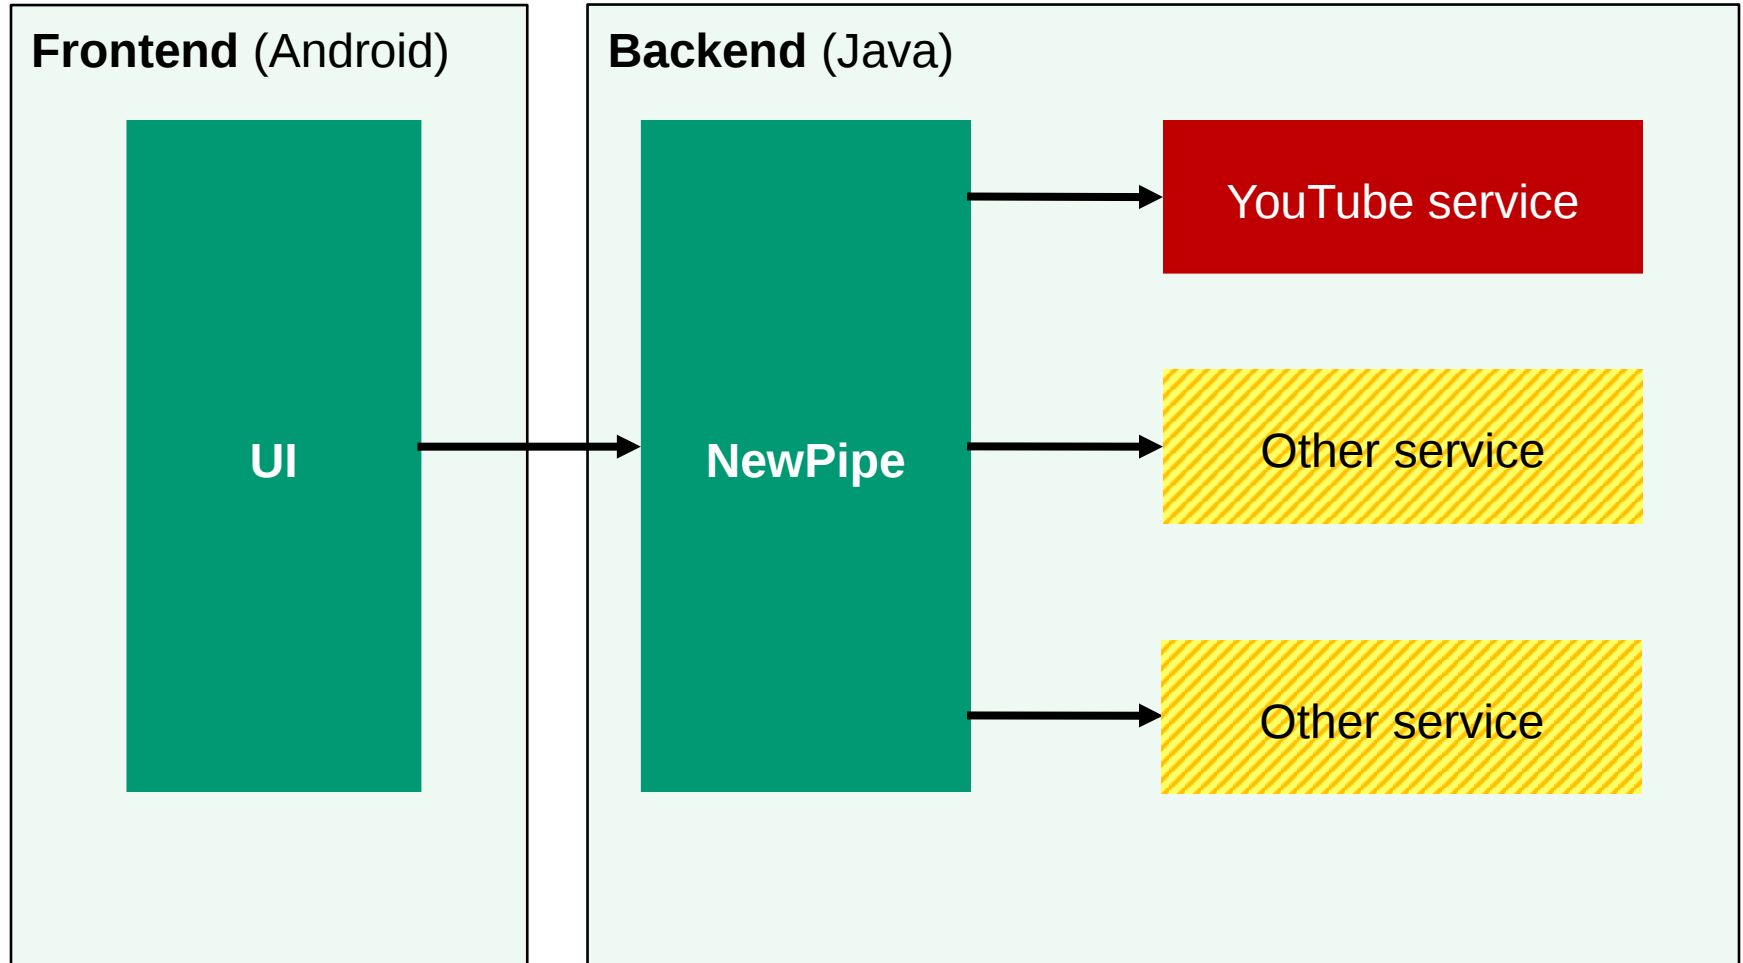 Frontend (Android)
Backend (Java)
UI
NewPipe
YouTube service
Other service
Other service